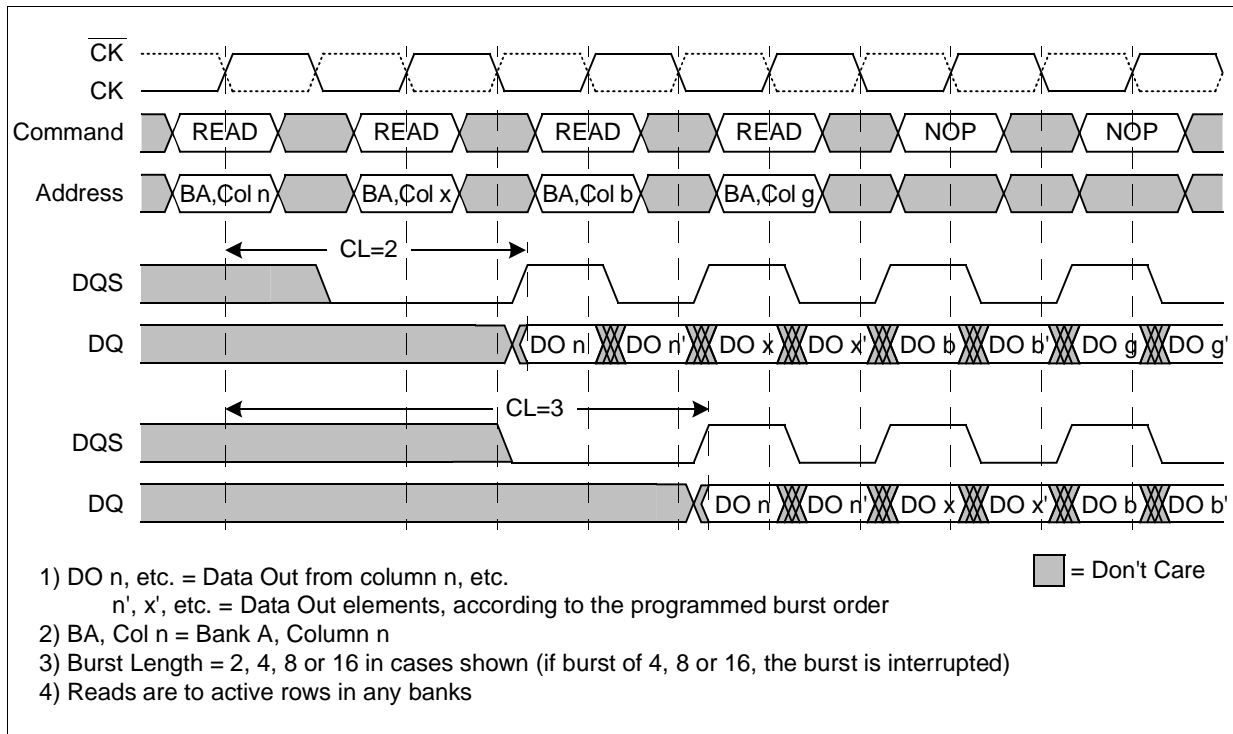 CK
CK
Command READ READ READ READ NOP NOP
Address BA,Col n BA,Col x BA,Col b BA,Col g
CL=2
DQS
DQ DO n DO n' DO x DO x' DO b DO b' DO g DO g'
CL=3
DQS
DQ DO n DO n' DO x DO x' DO b DO b'
1) DO n, etc. = Data Out from column n, etc.
n', x', etc. = Data Out elements, according to the programmed burst order
2) BA, Col n = Bank A, Column n
3) Burst Length = 2, 4, 8 or 16 in cases shown (if burst of 4, 8 or 16, the burst is interrupted)
4) Reads are to active rows in any banks
= Don't Care